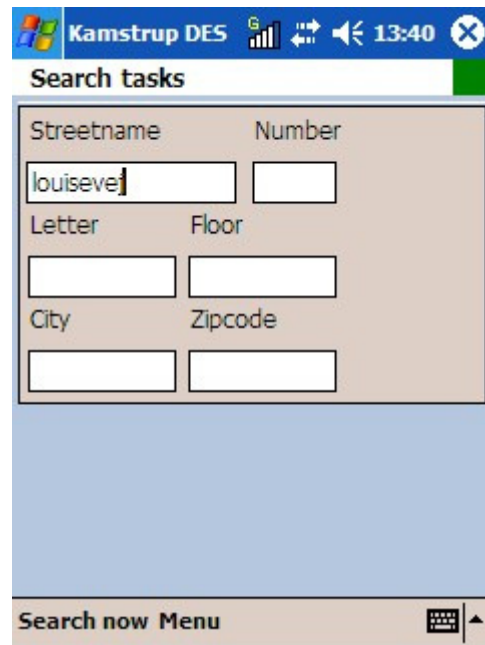 Kamstrup DES G 13:40
Search tasks
Streetname Number
louisevej
Letter Floor
City Zipcode
Search now Menu